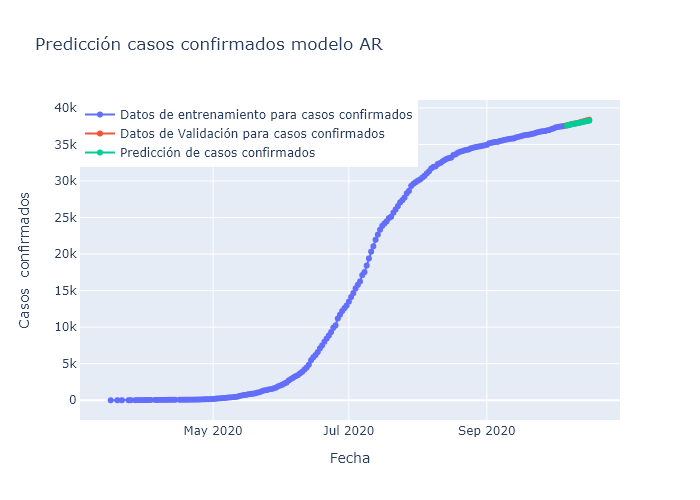 Predicción casos confirmados modelo AR
Datos de entrenamiento para casos confirmados
Datos de Validación para casos confirmados
Predicción de casos confirmados
40k
35k
30k
25k
20k
15k
10k
5k
0
Casos  confirmados
May 2020
Jul 2020
Sep 2020
Fecha